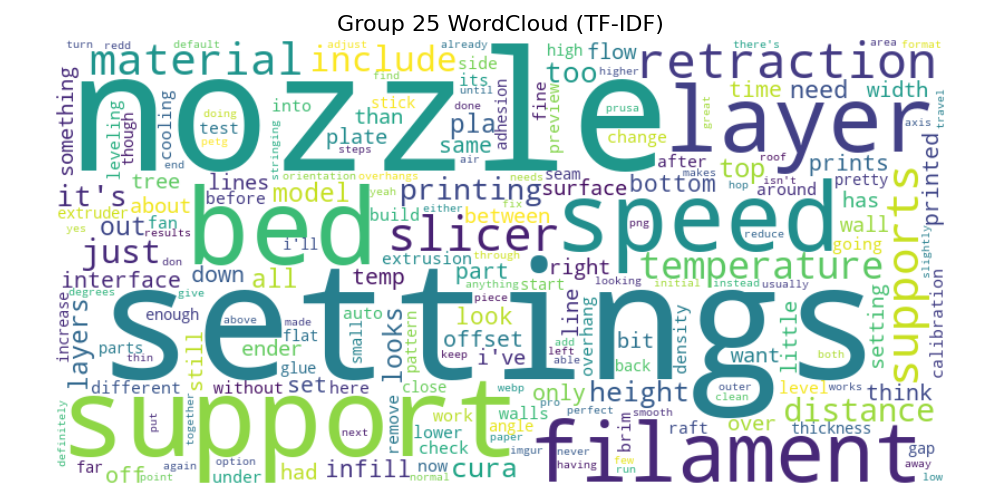 Group 25 WordCloud (TF-IDF)
turn redd default adjust already there's area format
material include side high flow retraction
find its too higher
until preview time need width
something leveling though cooling doing into stick than fine
nozzle layer
test petg plate pla done adhesion same change prusa great travel
end stringing steps air after top roof prints axis
tree orientation overhangs needs seam makes isn't pretty
it's lines model yeah printing surface bottom hop around printed
extruder about before build either fix between has
yes out fan bed slicer speed wall supports
results i'll through png reduce going slightly
just don extrusion temperature
interface down all temp part right looking initial instead usually
anything start
increase degrees give auto piece line overhang
layers enough above made flat small pattern looks look offset add left bit density little setting calibration
settings
parts ender keep i've able want both
thin glue back
different still without set here close webp only height outer level works think
clean
support remove work pro walls perfect smooth over distance
definitely put together next lower angle paper brim raft thickness
check imgur never few gap
far again option had infill now cura having run filament away
off point under normal low